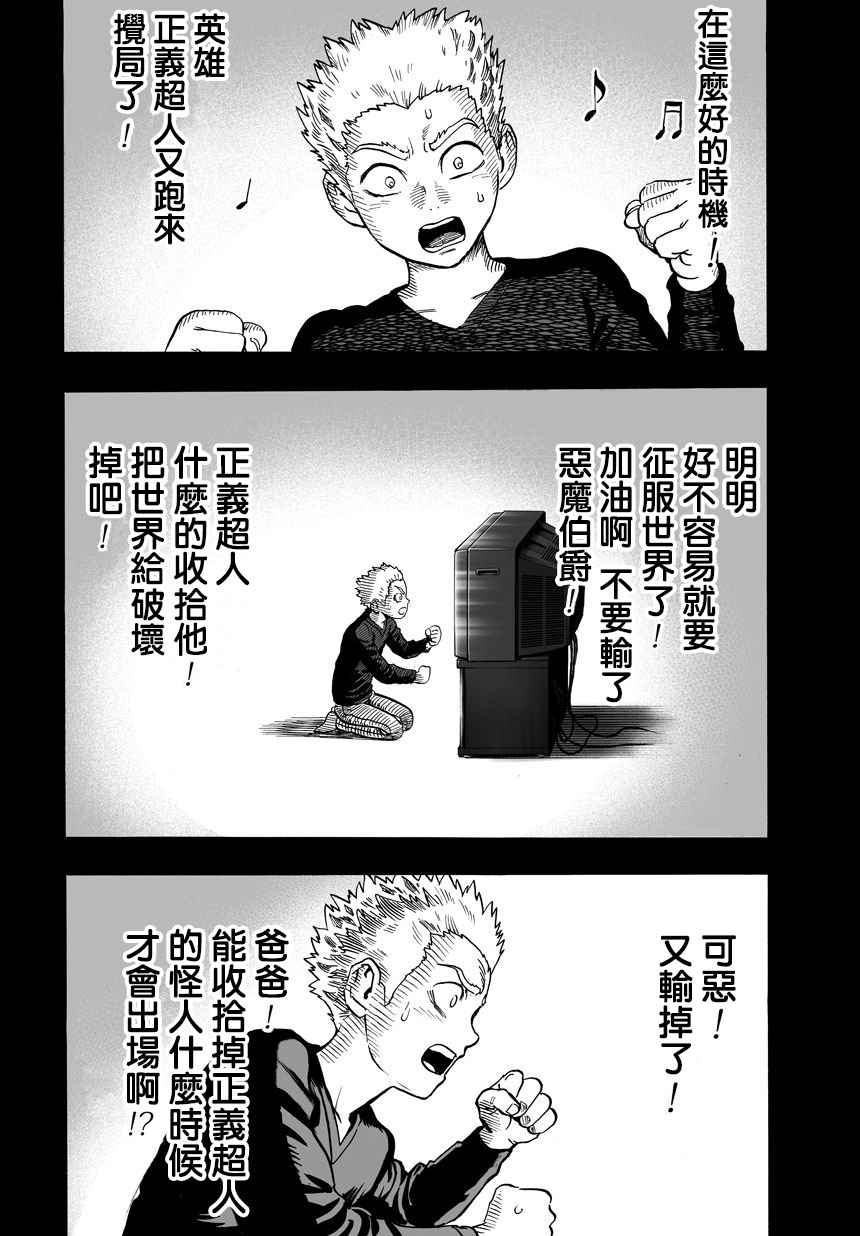 在這麼好的時機！
英雄
正義超人又跑來
攪局了！
明明
好不容易就要
征服世界了！
加油啊 不要輸了
惡魔伯爵！
正義超人
什麼的收拾他！
把世界給破壞
掉吧！
可惡！
又輸掉了！
爸爸！
能收拾掉正義超人
的怪人什麼時候
才會出場啊！？